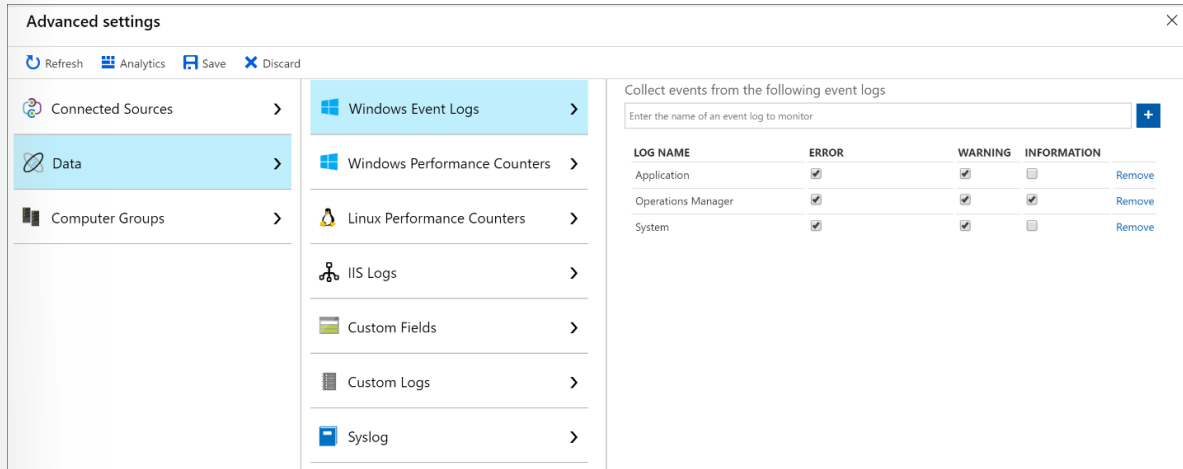 Advanced settings
Refresh Analytics Save Discard
Connected Sources
Data
Computer Groups
Windows Event Logs
Windows Performance Counters
Linux Performance Counters
IIS Logs
Custom Fields
Custom Logs
Syslog
Collect events from the following event logs
Enter the name of an event log to monitor
LOG NAME ERROR WARNING INFORMATION
Application Remove
Operations Manager Remove
System Remove